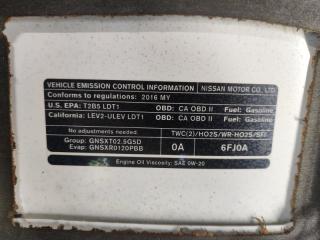 VEHICLE EMISSION CONTROL INFORMATION NISSAN MOTOR CO., LTD
Conforms to regulations: 2016 MY
U.S. EPA: T2B5 LDT1 OBD: CA OBD II Fuel: Gasoline
California: LEV2-ULEV LDT1 OBD: CA OBD II Fuel: Gasoline
No adjustments needed. TWC(2)/HO2S/WR-HO2S/SFI
Group: GNSXT02.5G5D
Evap: GNSXR0120PBB 0A 6FJ0A
Engine Oil Viscosity: SAE 0W-20